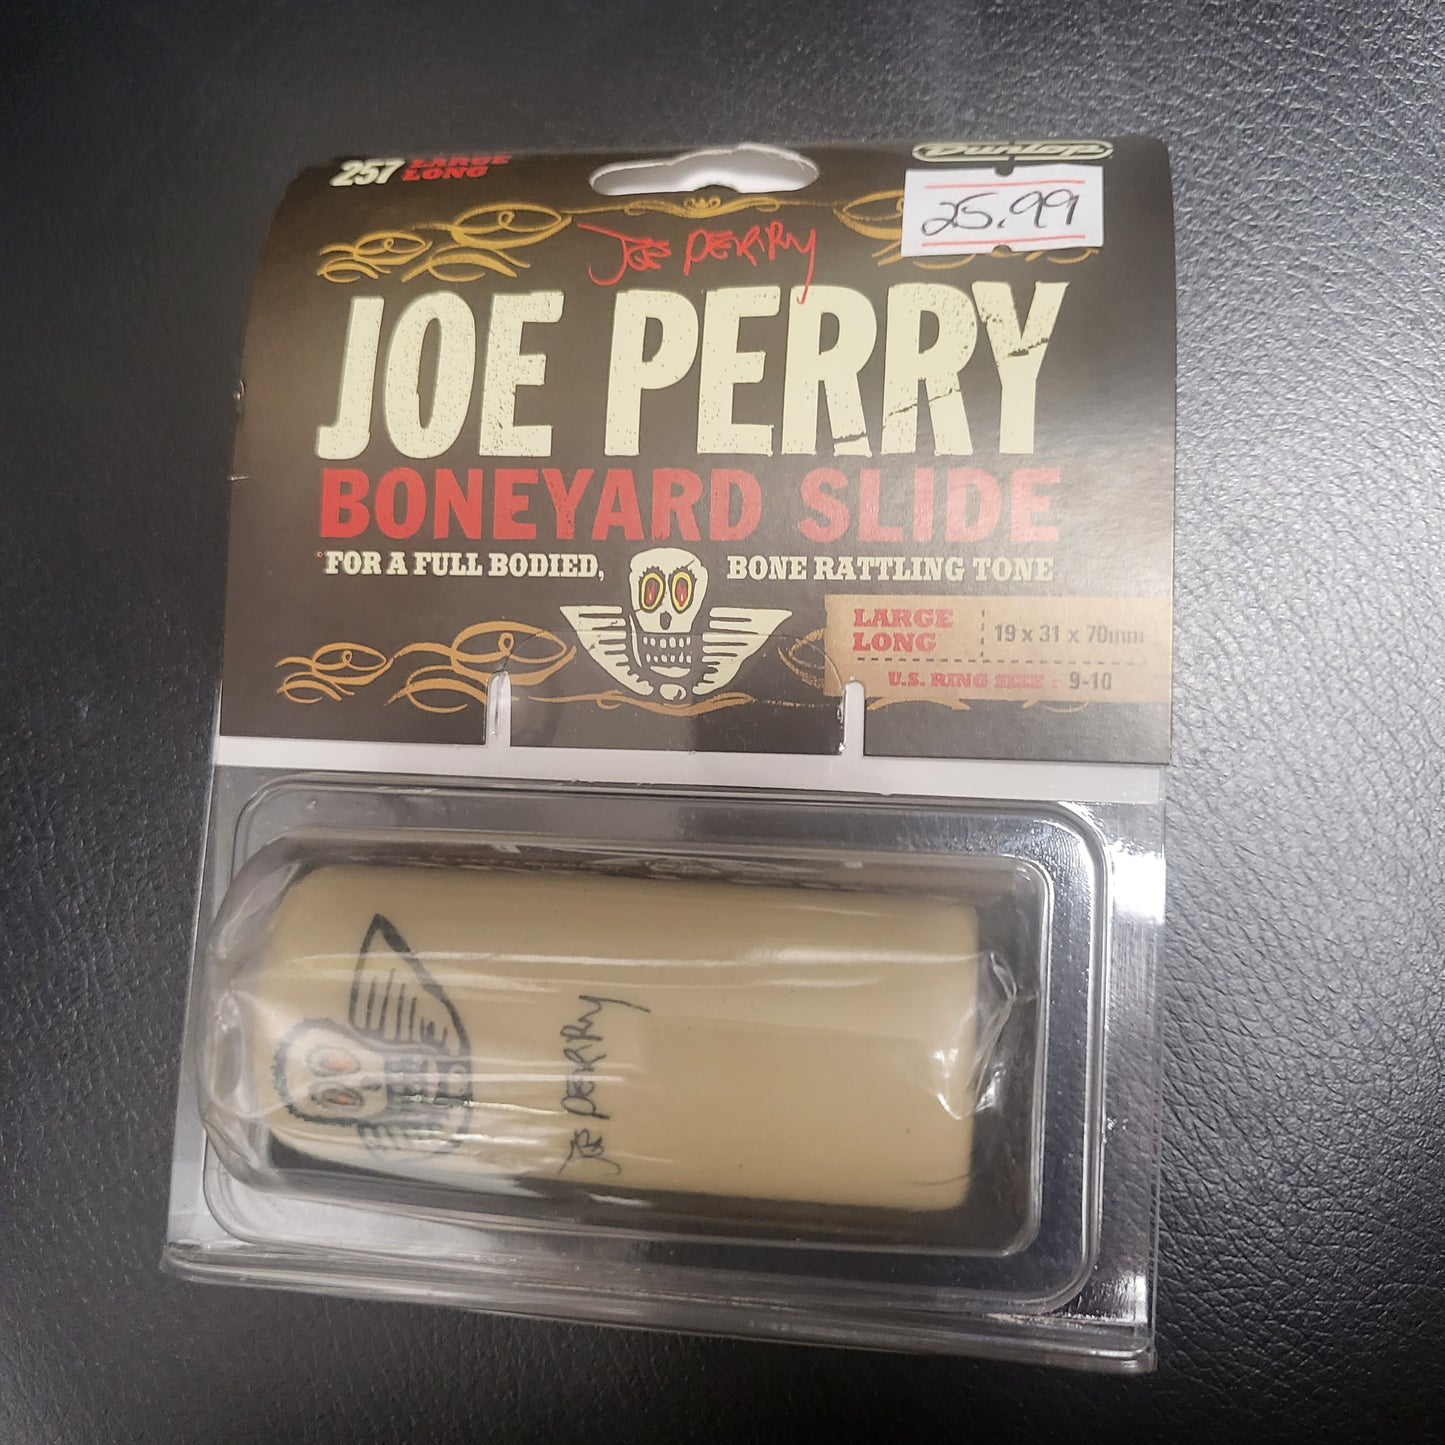 257 LARGE
LONG
Dunlop
25.99
JOE PERRY
JOE PERRY
BONEYARD SLIDE
FOR A FULL BODIED, BONE RATTLING TONE
LARGE
LONG
19 x 31 x 70mm
U.S. RING SIZE : 9-10
JOE PERRY